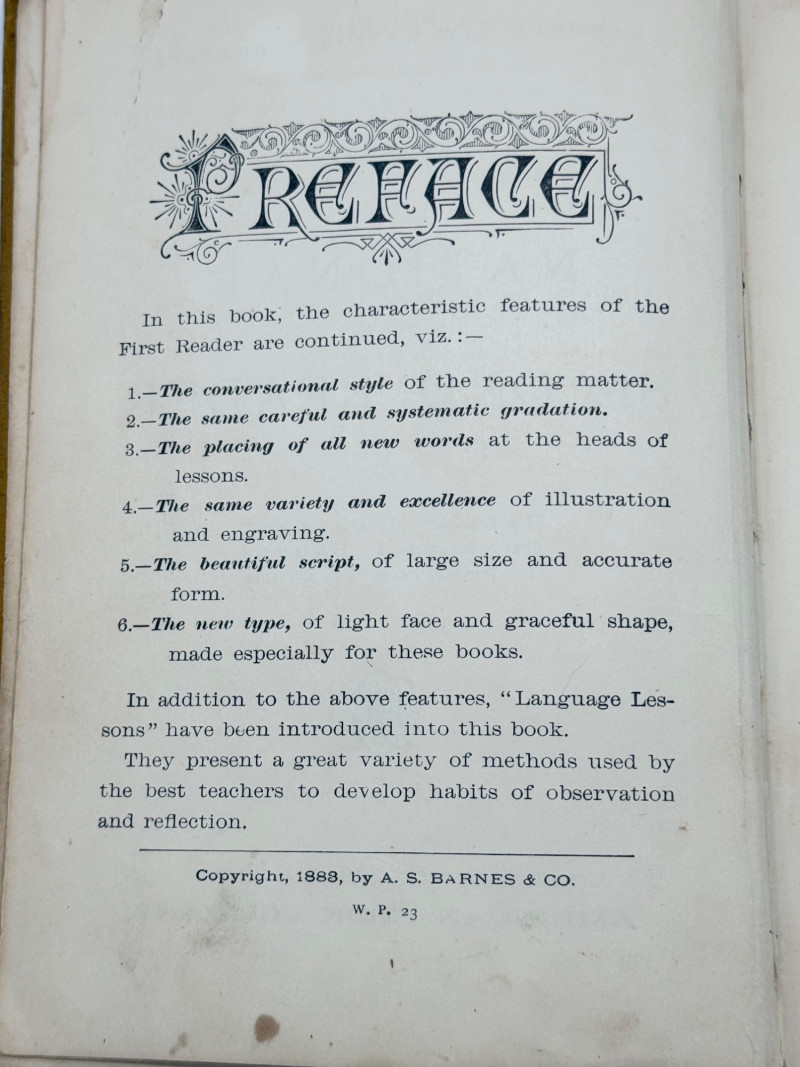 PREFACE
In this book, the characteristic features of the
First Reader are continued, viz.:—
1.—The conversational style of the reading matter.
2.—The same careful and systematic gradation.
3.—The placing of all new words at the heads of
lessons.
4.—The same variety and excellence of illustration
and engraving.
5.—The beautiful script, of large size and accurate
form.
6.—The new type, of light face and graceful shape,
made especially for these books.
In addition to the above features, “Language Les-
sons” have been introduced into this book.
They present a great variety of methods used by
the best teachers to develop habits of observation
and reflection.
Copyright, 1883, by A. S. BARNES & CO.
W. P. 23